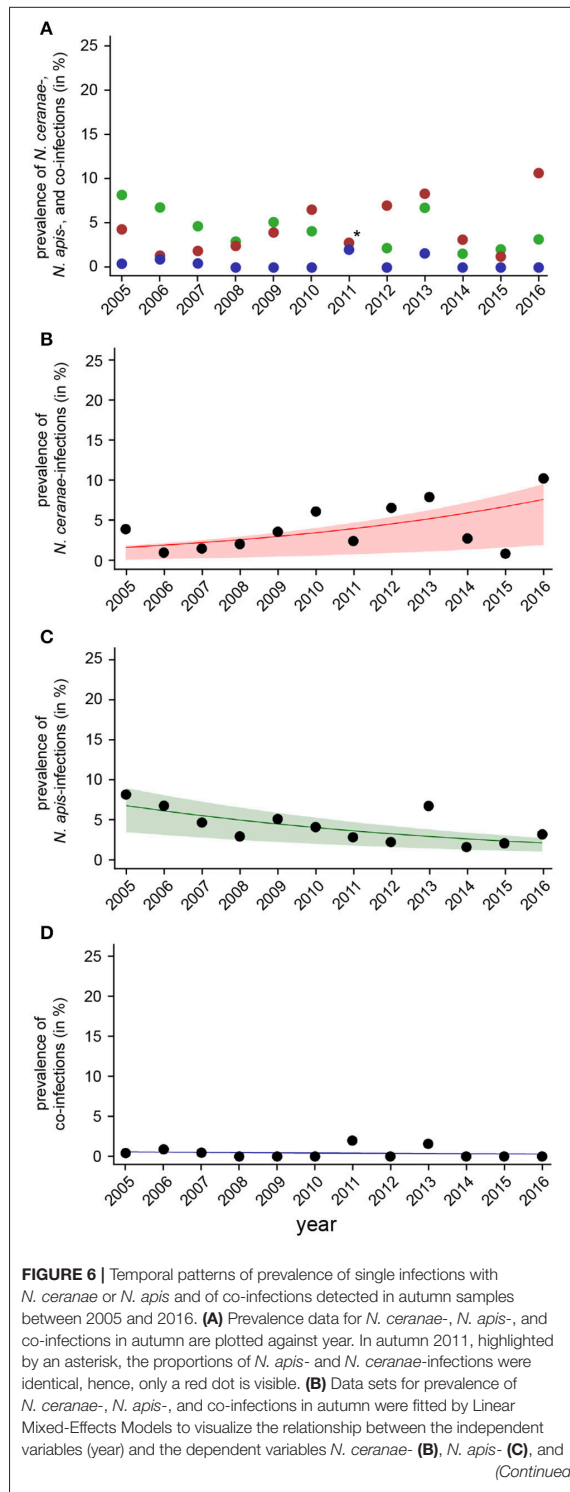 A
prevalence of N. ceranae-,
N. apis-, and co-infections (in %)
25
20
15
10
5
0
*
2005 2006 2007 2008 2009 2010 2011 2012 2013 2014 2015 2016
B
prevalence of
N. ceranae-infections (in %)
25
20
15
10
5
0
2005 2006 2007 2008 2009 2010 2011 2012 2013 2014 2015 2016
C
prevalence of
N. apis-infections (in %)
25
20
15
10
5
0
2005 2006 2007 2008 2009 2010 2011 2012 2013 2014 2015 2016
D
prevalence of
co-infections (in %)
25
20
15
10
5
0
2005 2006 2007 2008 2009 2010 2011 2012 2013 2014 2015 2016
year
FIGURE 6 | Temporal patterns of prevalence of single infections with
N. ceranae or N. apis and of co-infections detected in autumn samples
between 2005 and 2016. (A) Prevalence data for N. ceranae-, N. apis-, and
co-infections in autumn are plotted against year. In autumn 2011, highlighted
by an asterisk, the proportions of N. apis- and N. ceranae-infections were
identical, hence, only a red dot is visible. (B) Data sets for prevalence of
N. ceranae-, N. apis-, and co-infections in autumn were fitted by Linear
Mixed-Effects Models to visualize the relationship between the independent
variables (year) and the dependent variables N. ceranae- (B), N. apis- (C), and
(Continued